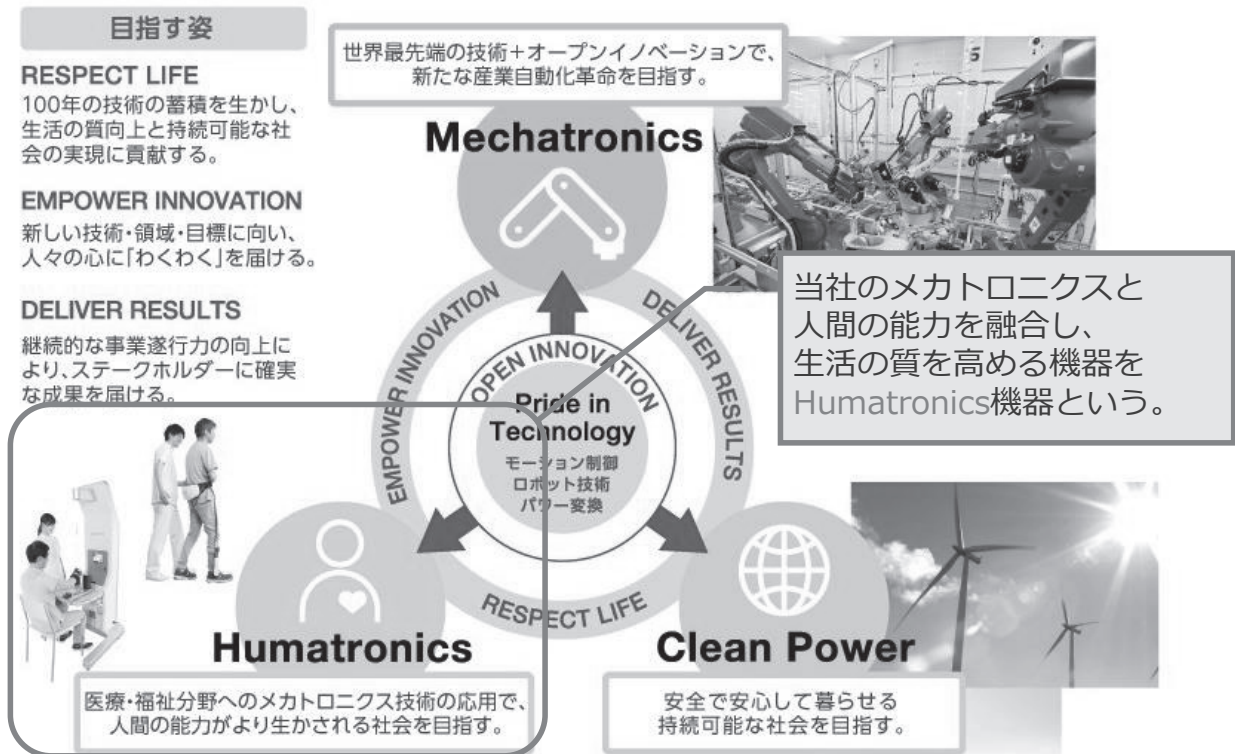 目指す姿
RESPECT LIFE
100年の技術の蓄積を生かし、
生活の質向上と持続可能な社
会の実現に貢献する。
EMPOWER INNOVATION
新しい技術・領域・目標に向い、
人々の心に「わくわく」を届ける。
DELIVER RESULTS
継続的な事業遂行力の向上に
より、ステークホルダーに確実
な成果を届ける。
世界最先端の技術＋オープンイノベーションで、
新たな産業自動化革命を目指す。
Mechatronics
5
当社のメカトロニクスと
人間の能力を融合し、
生活の質を高める機器を
Humatronics機器という。
EMPOWER INNOVATION
DELIVER RESULTS
RESPECT LIFE
OPEN INNOVATION
Pride in
Technology
モーション制御
ロボット技術
パワー変換
Humatronics
医療・福祉分野へのメカトロニクス技術の応用で、
人間の能力がより生かされる社会を目指す。
Clean Power
安全で安心して暮らせる
持続可能な社会を目指す。